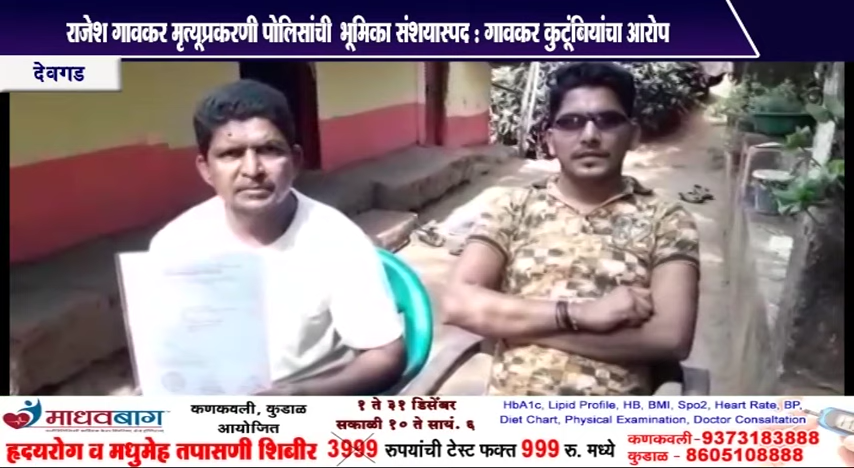 राजेश गावकर मृत्यूप्रकरणी पोलिसांची भूमिका संशयास्पद : गावकर कुटूंबियांचा आरोप
देवगड
माधवबाग
कणकवली, कुडाळ
आयोजित
१ ते ३१ डिसेंबर
सकाळी १० ते सायं. ६
HbA1c, Lipid Profile, HB, BMI, Spo2, Heart Rate, BP,
Diet Chart, Physical Examination, Doctor Consaltation
हृदयरोग व मधुमेह तपासणी शिबीर 3999 रुपयांची टेस्ट फक्त 999 रु. मध्ये
कणकवली-9373183888
कुडाळ - 8605108888